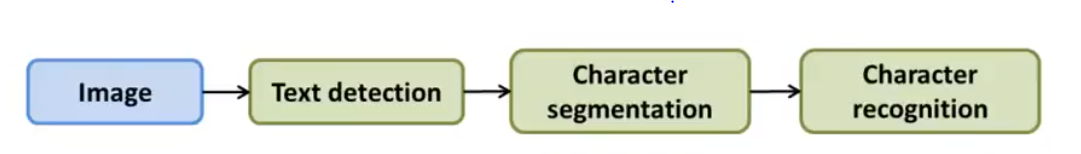 Image
Text detection
Character
segmentation
Character
recognition